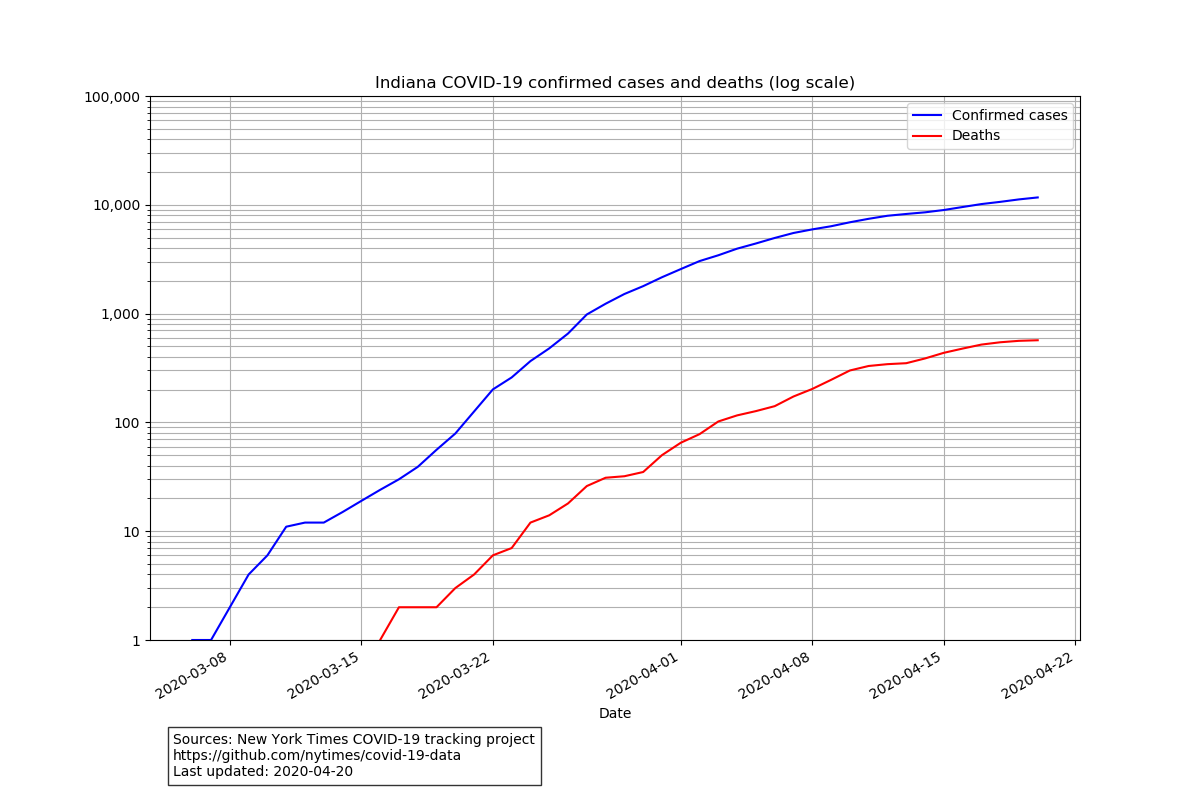 Indiana COVID-19 confirmed cases and deaths (log scale)
100,000
10,000
1,000
100
10
1
Confirmed cases
Deaths
2020-03-08
2020-03-15
2020-03-22
2020-04-01
2020-04-08
2020-04-15
2020-04-22
Date
Sources: New York Times COVID-19 tracking project
https://github.com/nytimes/covid-19-data
Last updated: 2020-04-20